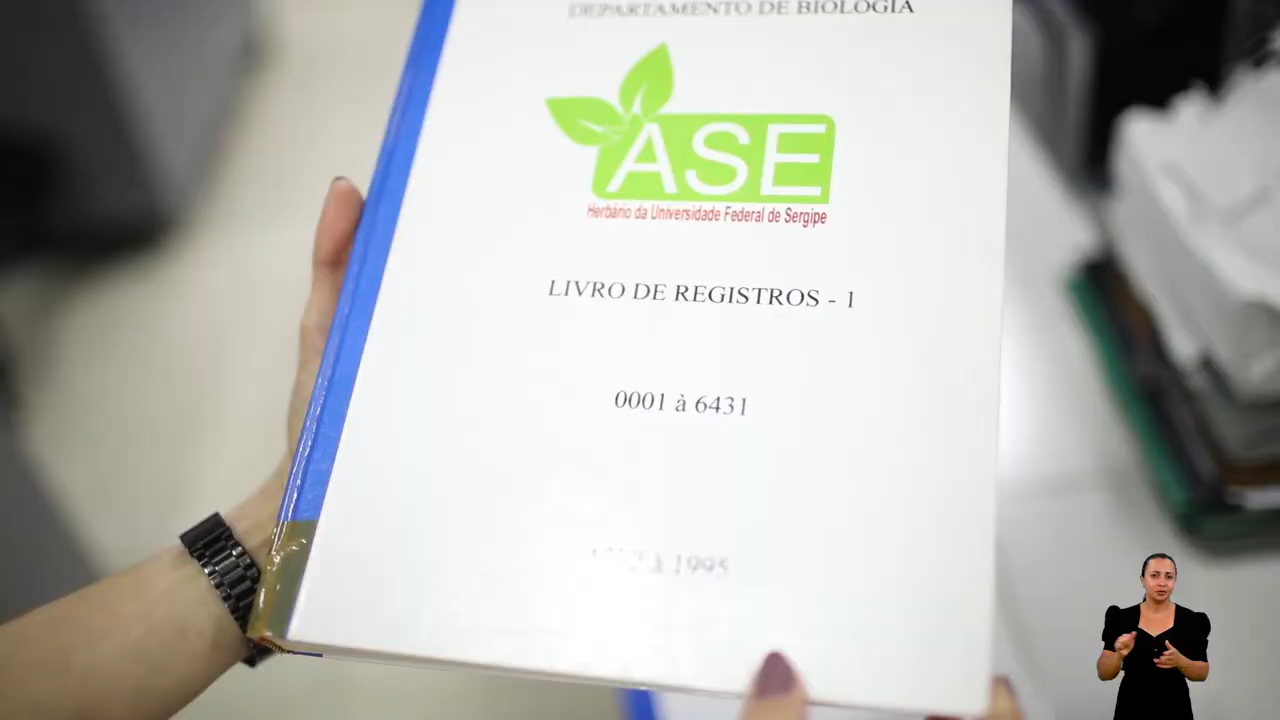 DEPARTAMENTO DE BIOLOGIA
ASE
Herbário da Universidade Federal de Sergipe
LIVRO DE REGISTROS - 1
0001 à 6431
à 1995